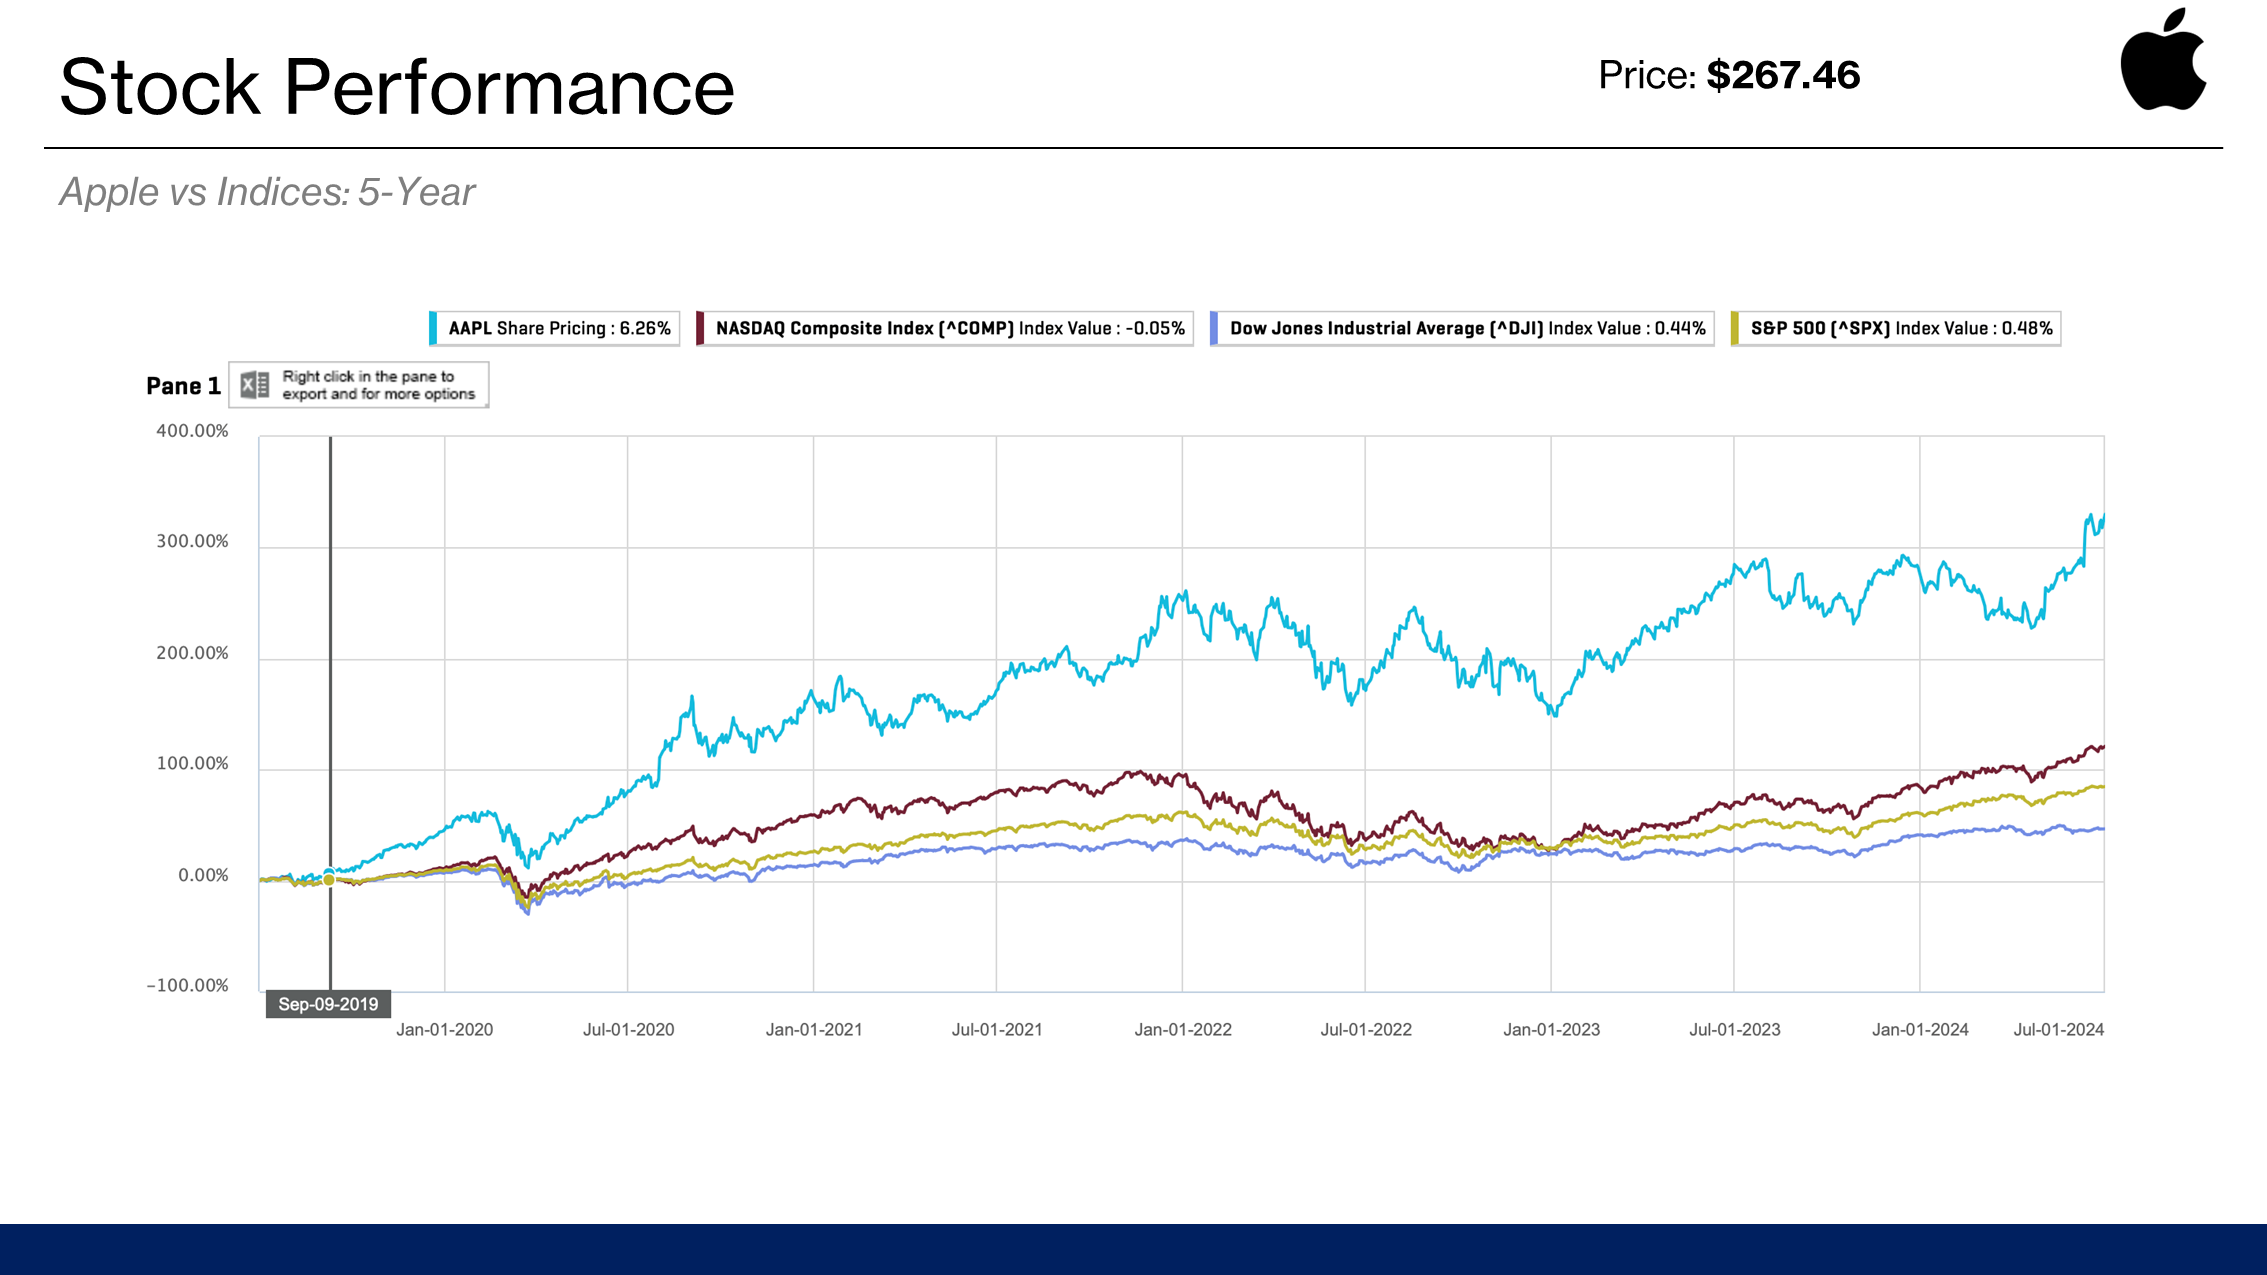 Stock Performance
Price: $267.46
Apple vs Indices: 5-Year
AAPL Share Pricing : 6.26%
NASDAQ Composite Index (^COMP) Index Value : -0.05%
Dow Jones Industrial Average (^DJI) Index Value : 0.44%
S&P 500 (^SPX) Index Value : 0.48%
Pane 1
Right click in the pane to
export and for more options
400.00%
300.00%
200.00%
100.00%
0.00%
-100.00%
Sep-09-2019
Jan-01-2020
Jul-01-2020
Jan-01-2021
Jul-01-2021
Jan-01-2022
Jul-01-2022
Jan-01-2023
Jul-01-2023
Jan-01-2024
Jul-01-2024